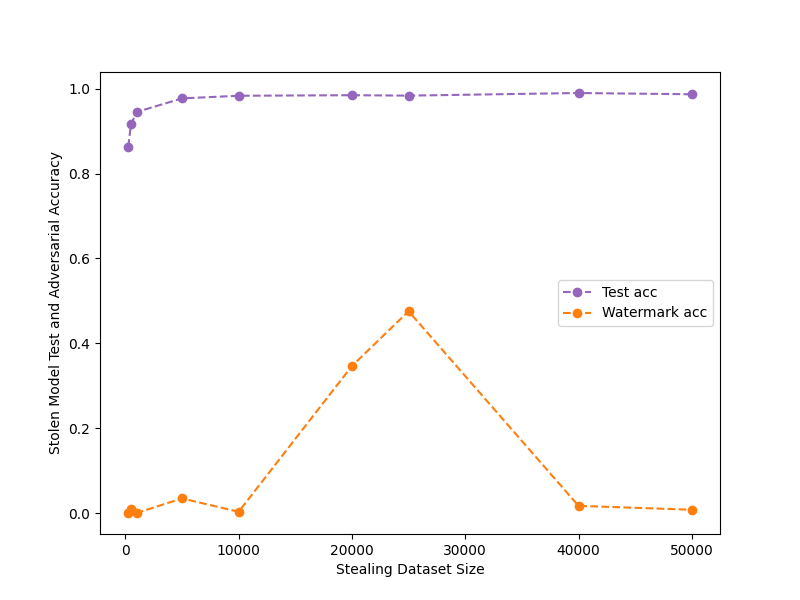 1.0
0.8
0.6
0.4
0.2
0.0
Stolen Model Test and Adversarial Accuracy
Test acc
Watermark acc
0 10000 20000 30000 40000 50000
Stealing Dataset Size